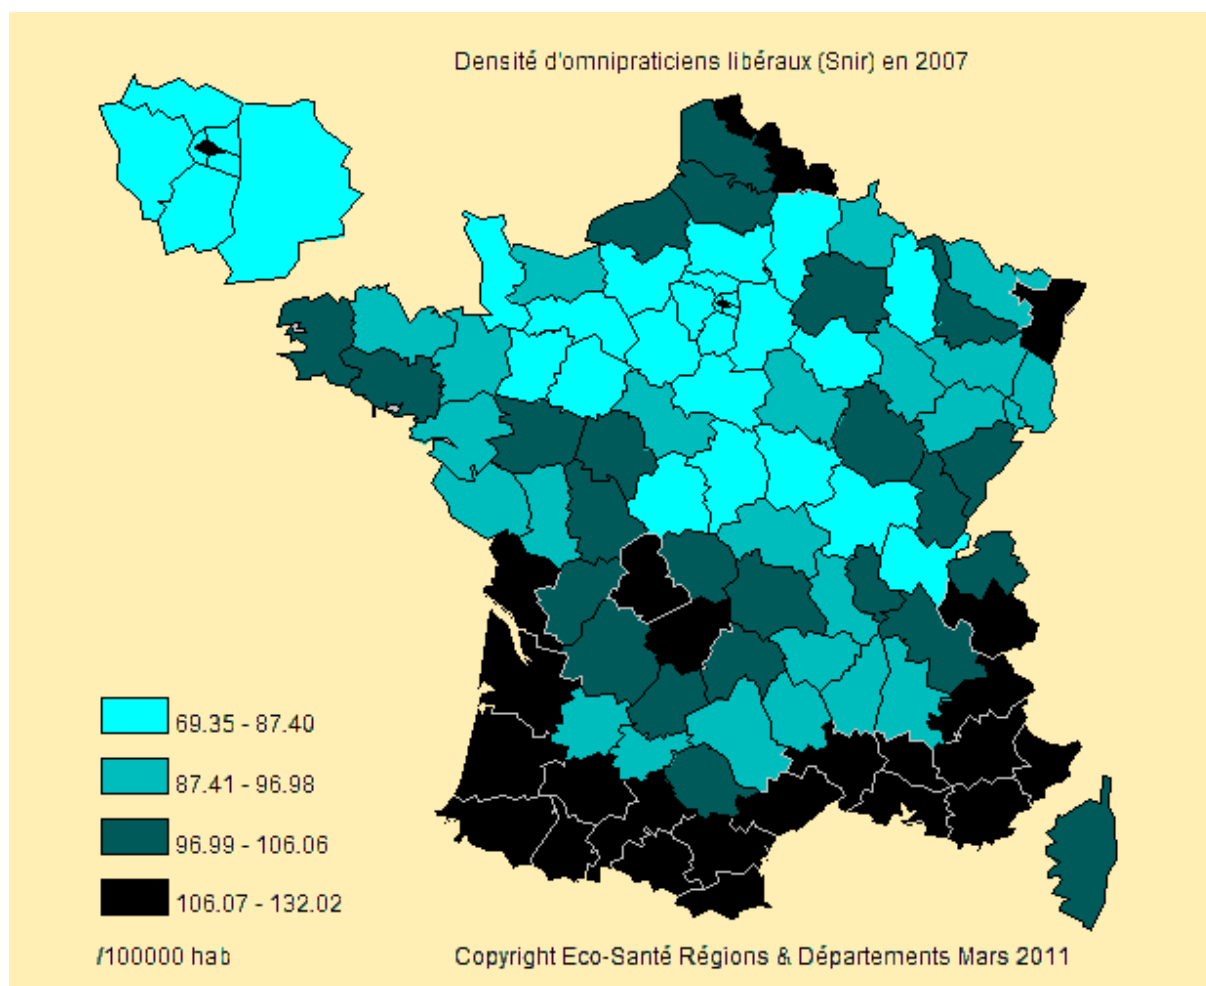 Densité d'omnipraticiens libéraux (Snir) en 2007
69.35 - 87.40
87.41 - 96.98
96.99 - 106.06
106.07 - 132.02
/100000 hab
Copyright Eco-Santé Régions & Départements Mars 2011